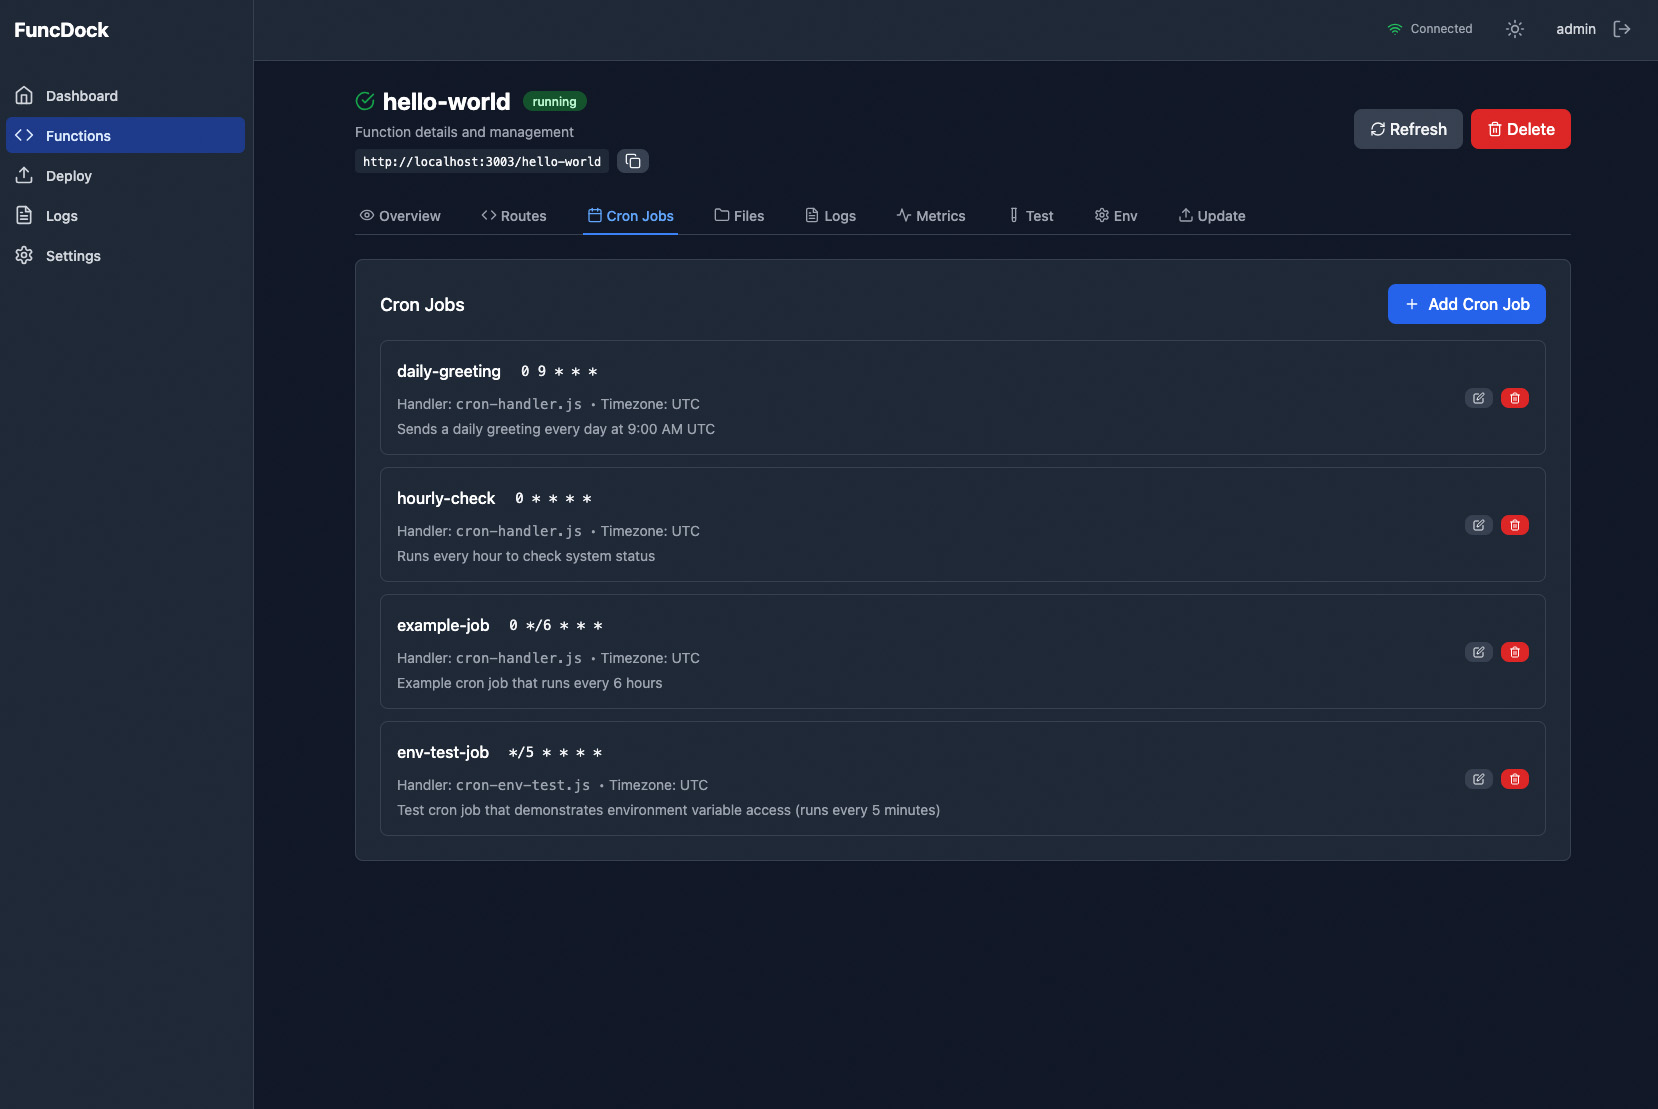 FuncDock
Connected
admin
Dashboard
Functions
Deploy
Logs
Settings
hello-world running
Function details and management
http://localhost:3003/hello-world
Refresh
Delete
Overview Routes Cron Jobs Files Logs Metrics Test Env Update
Cron Jobs
+ Add Cron Job
daily-greeting 0 9 * * *
Handler: cron-handler.js • Timezone: UTC
Sends a daily greeting every day at 9:00 AM UTC
hourly-check 0 * * * *
Handler: cron-handler.js • Timezone: UTC
Runs every hour to check system status
example-job 0 */6 * * *
Handler: cron-handler.js • Timezone: UTC
Example cron job that runs every 6 hours
env-test-job */5 * * * *
Handler: cron-env-test.js • Timezone: UTC
Test cron job that demonstrates environment variable access (runs every 5 minutes)